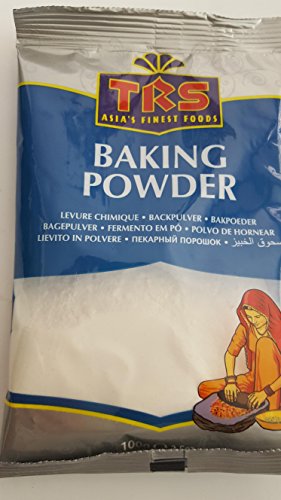 TRS
ASIA'S FINEST FOODS
BAKING
POWDER
LEVURE CHIMIQUE • BACKPULVER • BAKPOEDER
BAGEPULVER • FERMENTO EM PÓ • POLVO DE HORNEAR
LIEVITO IN POLVERE • ПЕКАРНЫЙ ПОРОШОК • مسحوق الخبيز